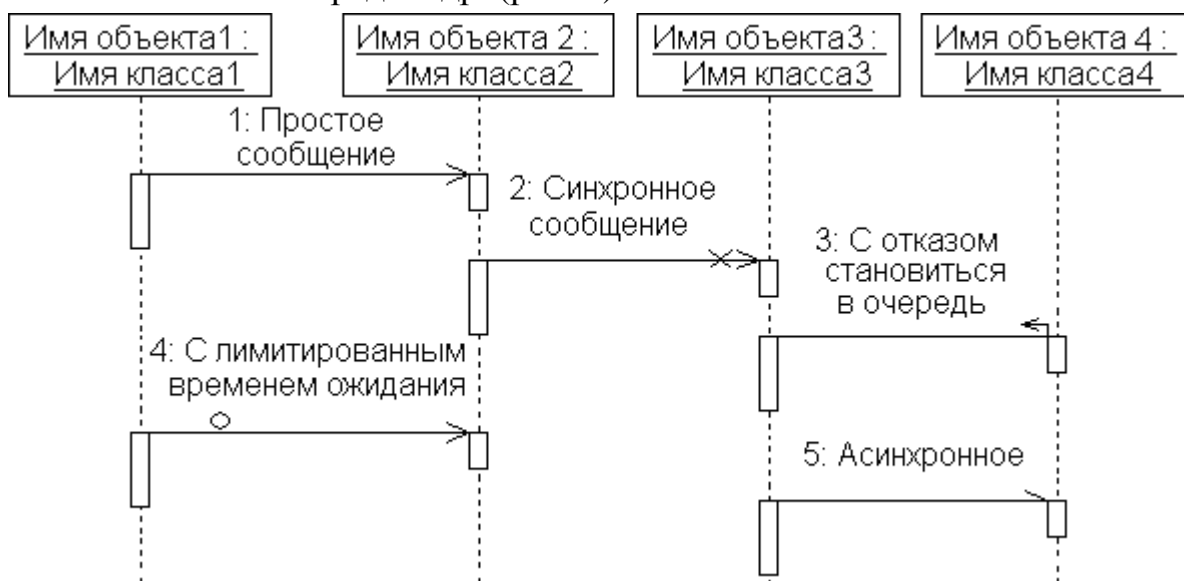 Имя объекта1 :
Имя класса1
Имя объекта 2 :
Имя класса2
Имя объекта3 :
Имя класса3
Имя объекта 4 :
Имя класса4
1: Простое
сообщение
2: Синхронное
сообщение
3: С отказом
становиться
в очередь
4: С лимитированным
временем ожидания
5: Асинхронное